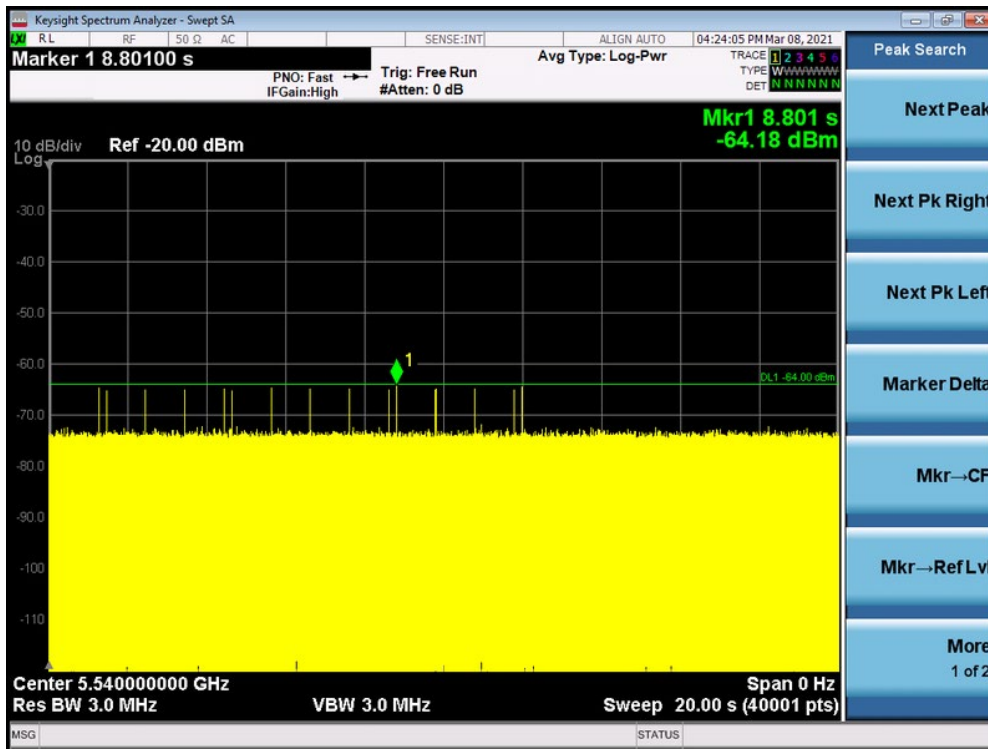 Keysight Spectrum Analyzer - Swept SA
LXI RL RF 50 Ω AC SENSE:INT ALIGN AUTO 04:24:05 PM Mar 08, 2021
Marker 1 8.80100 s
PNO: Fast
IFGain:High
Trig: Free Run
#Atten: 0 dB
Avg Type: Log-Pwr
TRACE 1 2 3 4 5 6
TYPE WWWWWW
DET N N N N N N
Mkr1 8.801 s
-64.18 dBm
10 dB/div Ref -20.00 dBm
Log
-30.0
-40.0
-50.0
-60.0
1
DL1 -64.00 dBm
-70.0
-80.0
-90.0
-100
-110
Center 5.540000000 GHz Span 0 Hz
Res BW 3.0 MHz VBW 3.0 MHz Sweep 20.00 s (40001 pts)
MSG STATUS
Peak Search
Next Peak
Next Pk Right
Next Pk Left
Marker Delta
Mkr→CF
Mkr→Ref Lvl
More
1 of 2